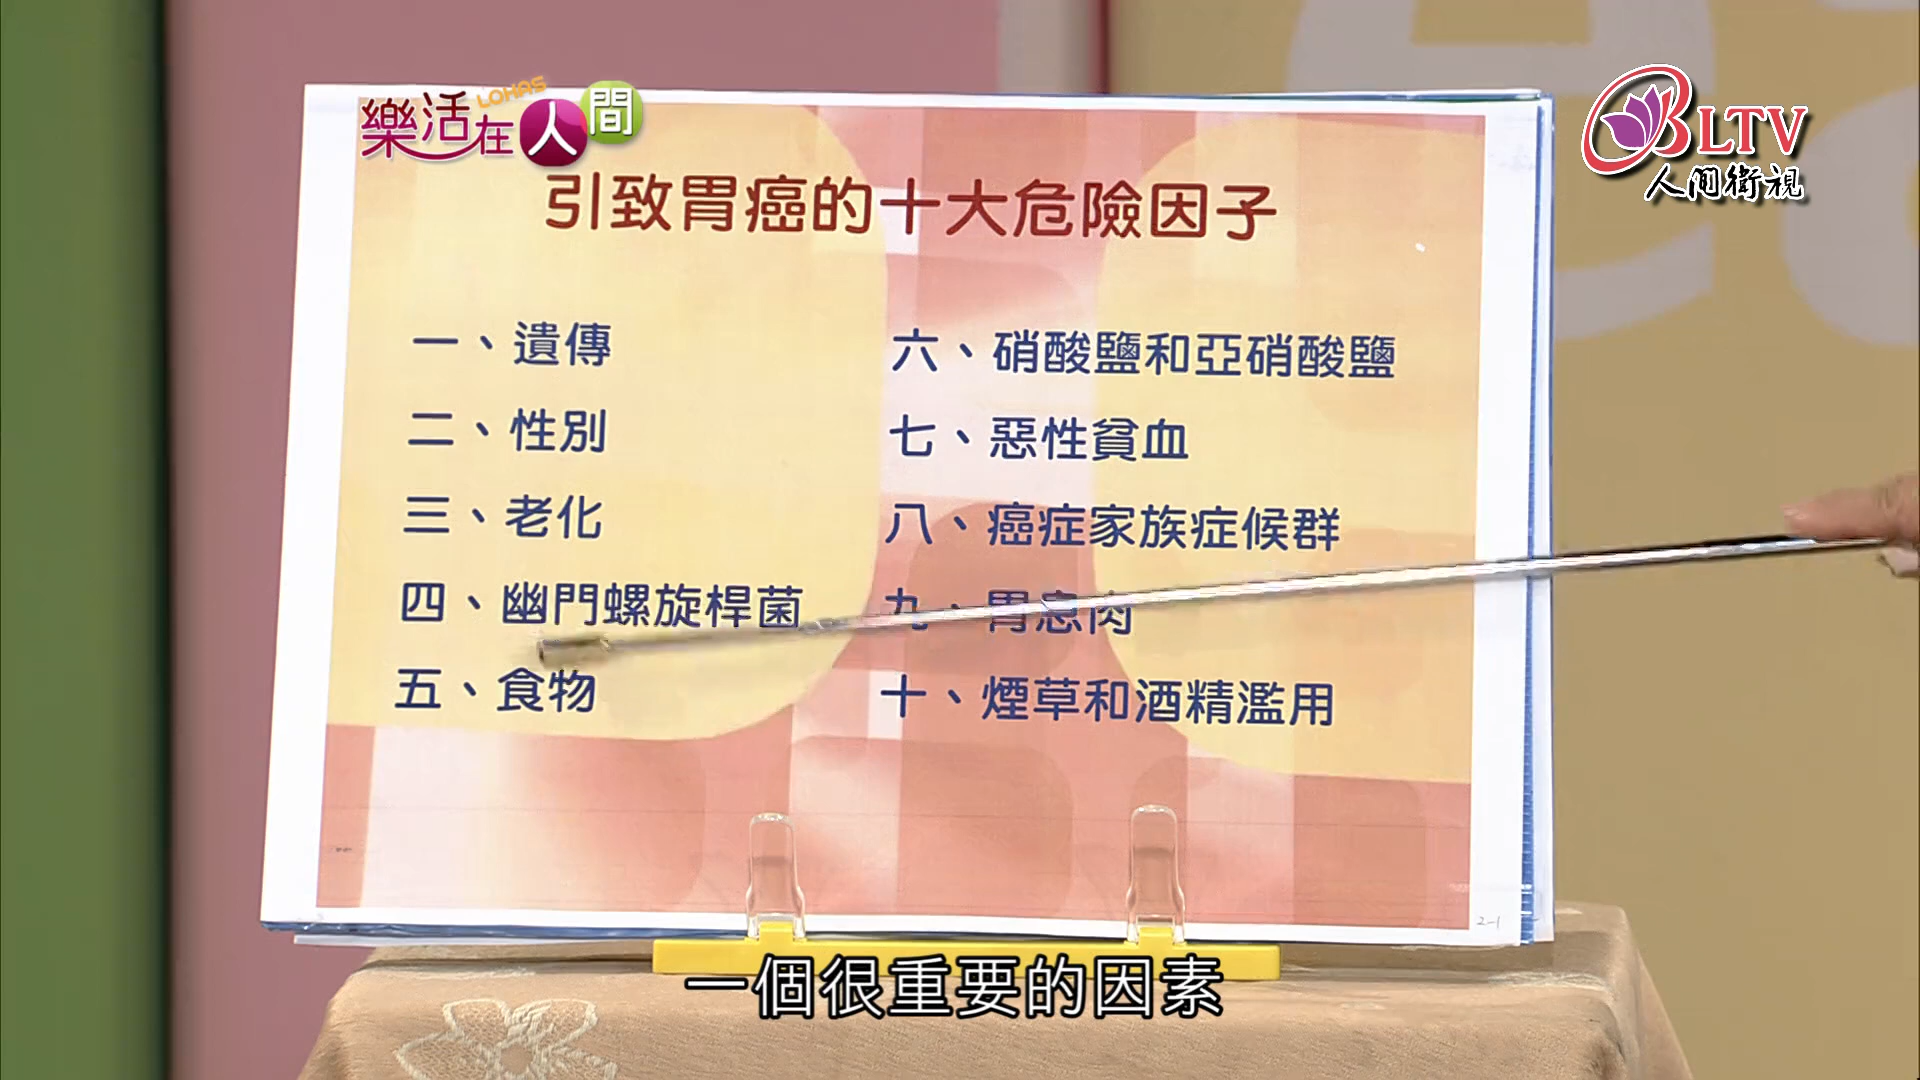 樂活在人間
LOHAS
BLTV
人間衛視
引致胃癌的十大危險因子
一、遺傳
二、性別
三、老化
四、幽門螺旋桿菌
五、食物
六、硝酸鹽和亞硝酸鹽
七、惡性貧血
八、癌症家族症候群
九、胃息肉
十、煙草和酒精濫用
2-1
一個很重要的因素